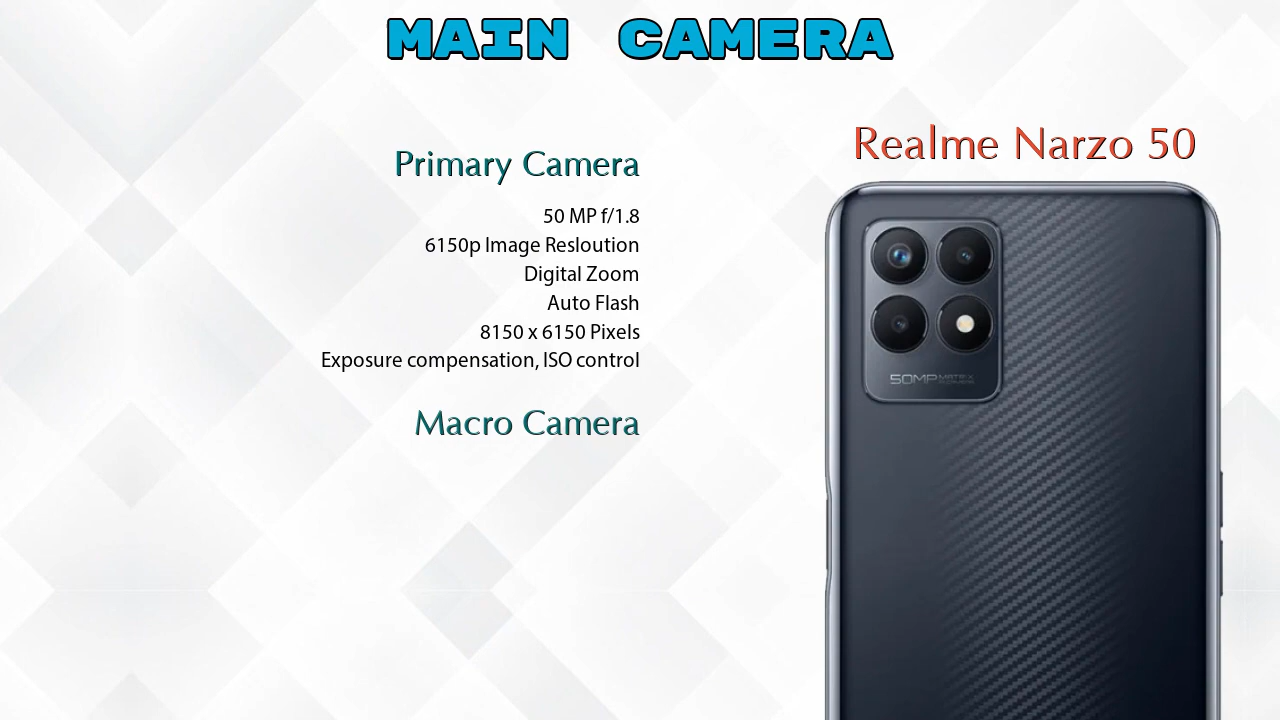 MAIN CAMERA
Realme Narzo 50
Primary Camera
50 MP f/1.8
6150p Image Resloution
Digital Zoom
Auto Flash
8150 x 6150 Pixels
Exposure compensation, ISO control
Macro Camera
50MP MATRIX